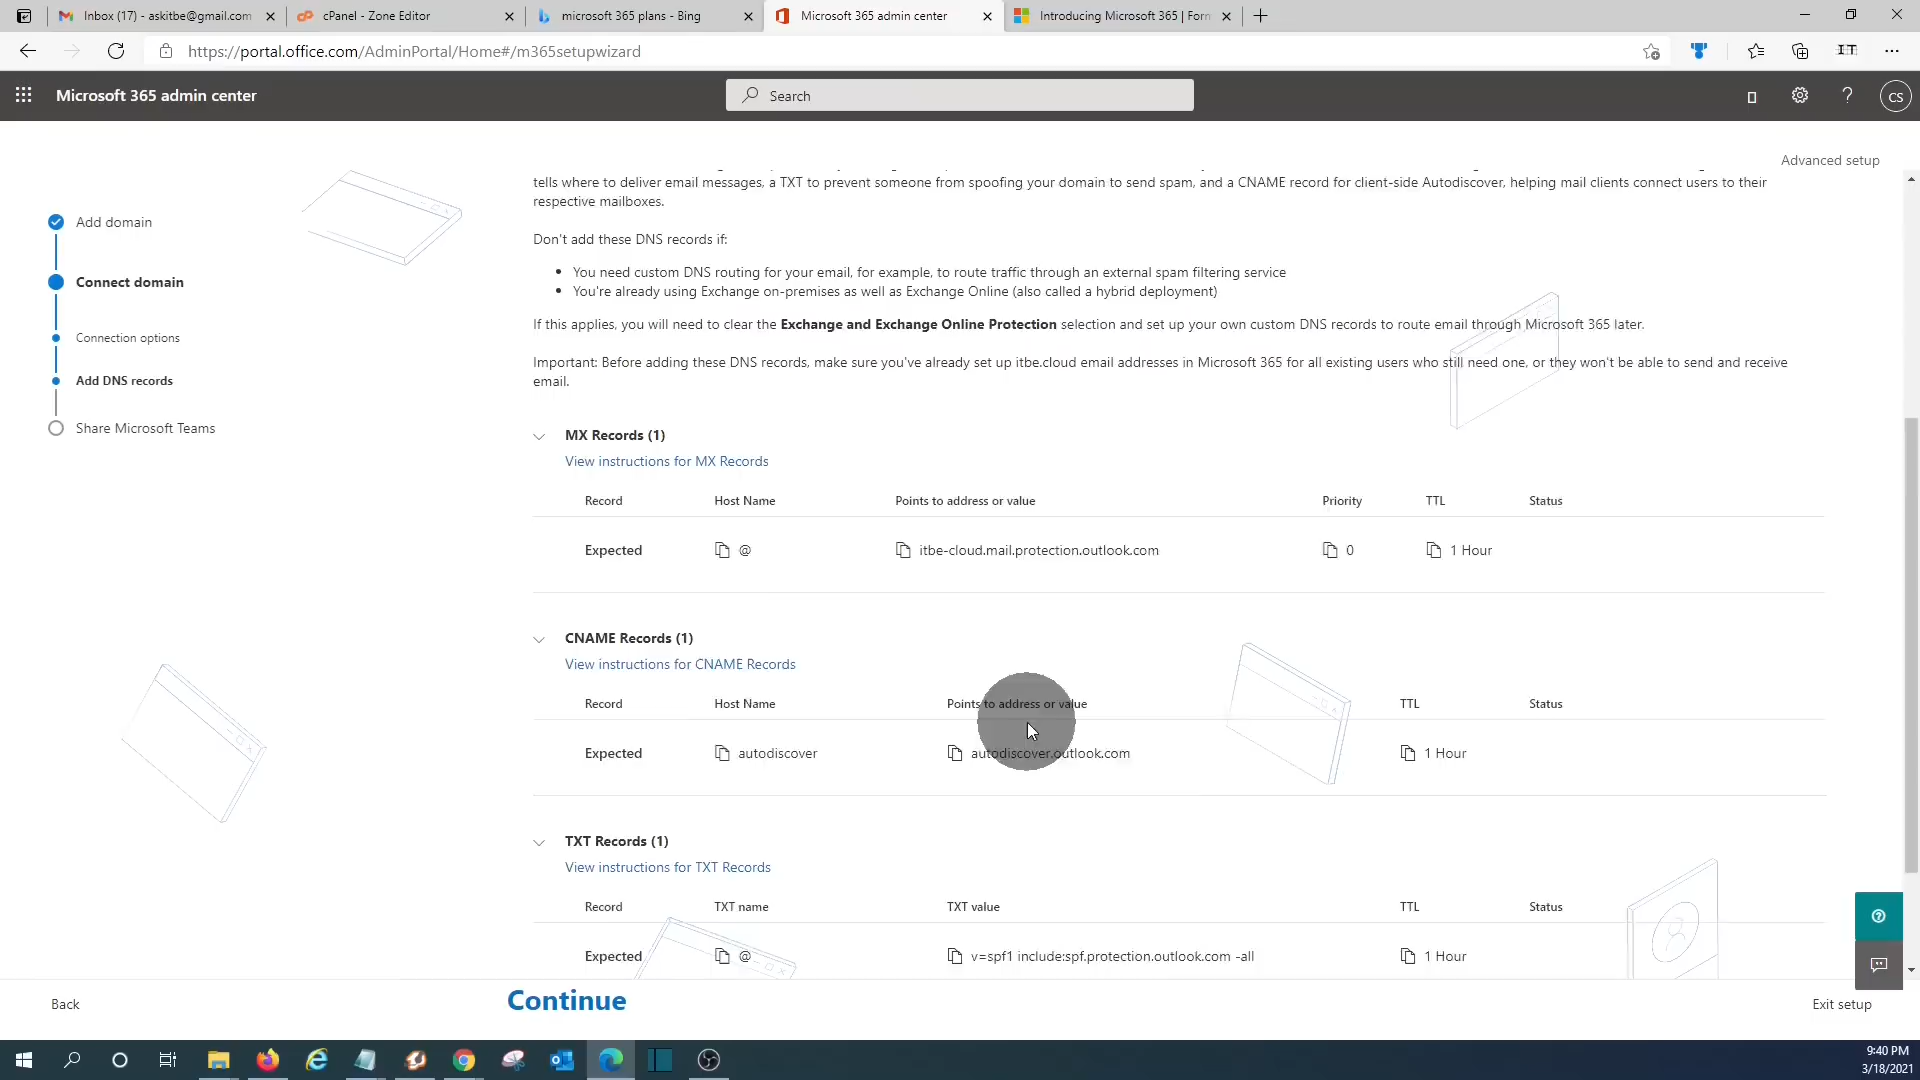 Inbox (17) - askitbe@gmail.com
cPanel - Zone Editor
microsoft 365 plans - Bing
Microsoft 365 admin center
Introducing Microsoft 365 | Form
https://portal.office.com/AdminPortal/Home#/m365setupwizard
Microsoft 365 admin center
Search
CS
Advanced setup
Add domain
Connect domain
Connection options
Add DNS records
Share Microsoft Teams
tells where to deliver email messages, a TXT to prevent someone from spoofing your domain to send spam, and a CNAME record for client-side Autodiscover, helping mail clients connect users to their
respective mailboxes.
Don't add these DNS records if:
• You need custom DNS routing for your email, for example, to route traffic through an external spam filtering service
• You're already using Exchange on-premises as well as Exchange Online (also called a hybrid deployment)
If this applies, you will need to clear the Exchange and Exchange Online Protection selection and set up your own custom DNS records to route email through Microsoft 365 later.
Important: Before adding these DNS records, make sure you've already set up itbe.cloud email addresses in Microsoft 365 for all existing users who still need one, or they won't be able to send and receive
email.
MX Records (1)
View instructions for MX Records
Record Host Name Points to address or value Priority TTL Status
Expected @ itbe-cloud.mail.protection.outlook.com 0 1 Hour
CNAME Records (1)
View instructions for CNAME Records
Record Host Name Points to address or value TTL Status
Expected autodiscover autodiscover.outlook.com 1 Hour
TXT Records (1)
View instructions for TXT Records
Record TXT name TXT value TTL Status
Expected @ v=spf1 include:spf.protection.outlook.com -all 1 Hour
Back
Continue
Exit setup
9:40 PM
3/18/2021